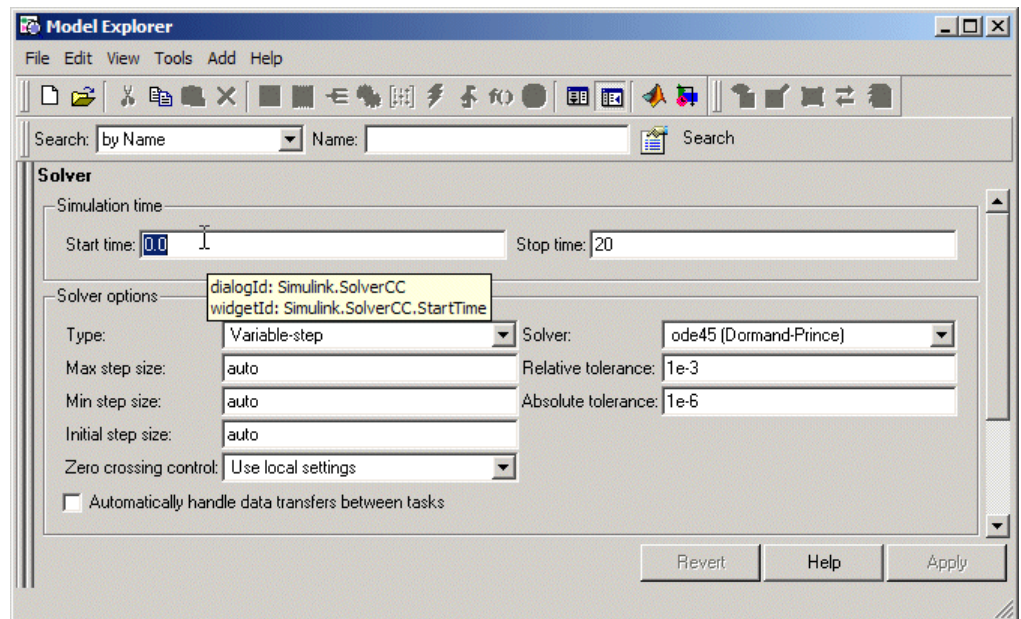 Model Explorer
File Edit View Tools Add Help
Search: by Name Name: Search
Solver
Simulation time
Start time: 0.0 Stop time: 20
dialogId: Simulink.SolverCC
widgetId: Simulink.SolverCC.StartTime
Solver options
Type: Variable-step Solver: ode45 (Dormand-Prince)
Max step size: auto Relative tolerance: 1e-3
Min step size: auto Absolute tolerance: 1e-6
Initial step size: auto
Zero crossing control: Use local settings
Automatically handle data transfers between tasks
Revert Help Apply